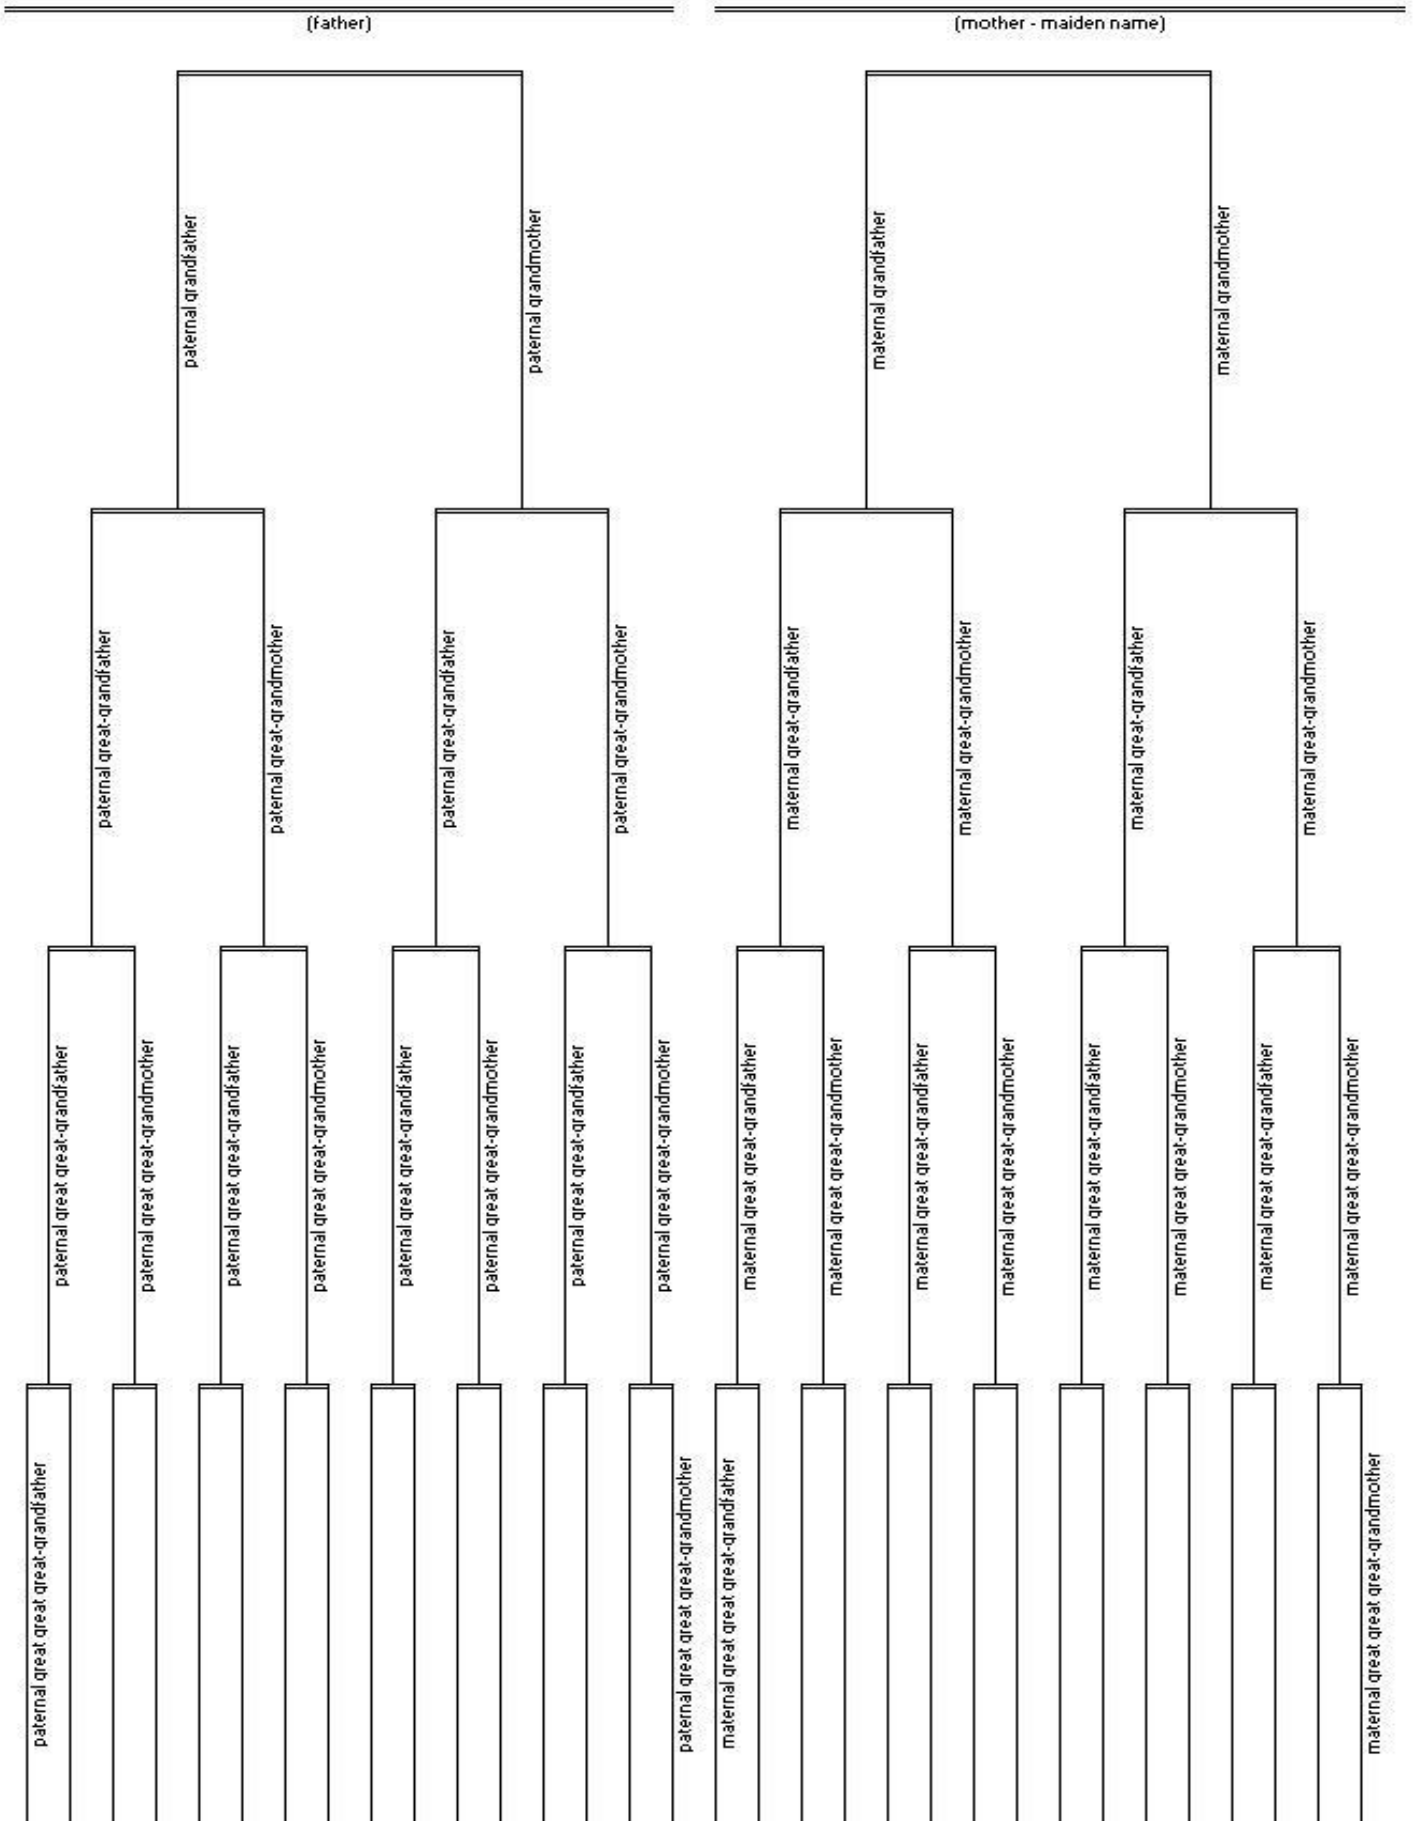 (father)
(mother - maiden name)
paternal grandfather
paternal grandmother
maternal grandfather
maternal grandmother
paternal great-grandfather
paternal great-grandmother
paternal great-grandfather
paternal great-grandmother
maternal great-grandfather
maternal great-grandmother
maternal great-grandfather
maternal great-grandmother
paternal great great-grandfather
paternal great great-grandmother
paternal great great-grandfather
paternal great great-grandmother
paternal great great-grandfather
paternal great great-grandmother
paternal great great-grandfather
paternal great great-grandmother
maternal great great-grandfather
maternal great great-grandmother
maternal great great-grandfather
maternal great great-grandmother
maternal great great-grandfather
maternal great great-grandmother
maternal great great-grandfather
maternal great great-grandmother
paternal great great great-grandfather
paternal great great great-grandmother
maternal great great great-grandfather
maternal great great great-grandmother